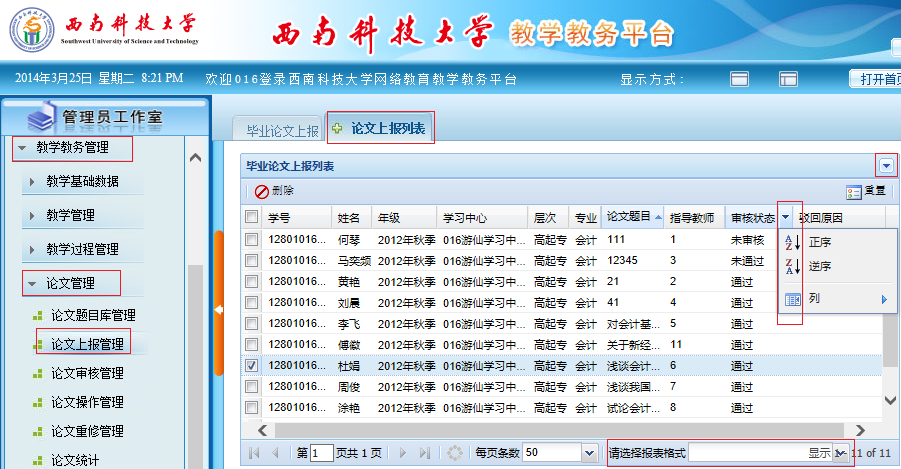 西南科技大学
Southwest University of Science and Technology
西南科技大学 教学教务平台
2014年3月25日 星期二 8:21 PM 欢迎016登录西南科技大学网络教育教学教务平台 显示方式: 打开首页
管理员工作室
教学教务管理
教学基础数据
教学管理
教学过程管理
论文管理
论文题目库管理
论文上报管理
论文审核管理
论文操作管理
论文重修管理
论文统计
毕业论文上报 论文上报列表
毕业论文上报列表
删除 重置
学号 姓名 年级 学习中心 层次 专业 论文题目 指导教师 审核状态 驳回原因
12801016... 何琴 2012年秋季 016游仙学习中... 高起专 会计 111 1 未审核
12801016... 马奕颏 2012年秋季 016游仙学习中... 高起专 会计 12345 3 未通过
12801016... 黄艳 2012年秋季 016游仙学习中... 高起专 会计 21 2 通过
12801016... 刘晨 2012年秋季 016游仙学习中... 高起专 会计 41 4 通过
12801016... 李飞 2012年秋季 016游仙学习中... 高起专 会计 对会计基... 5 通过
12801016... 傅徽 2012年秋季 016游仙学习中... 高起专 会计 关于新经... 11 通过
12801016... 杜娟 2012年秋季 016游仙学习中... 高起专 会计 浅谈会计... 6 通过
12801016... 周俊 2012年秋季 016游仙学习中... 高起专 会计 浅谈我国... 7 通过
12801016... 涂艳 2012年秋季 016游仙学习中... 高起专 会计 试论会计... 8 通过
正序
逆序
列
第 1 页共 1 页 每页条数 50 请选择报表格式 显示 11 of 11